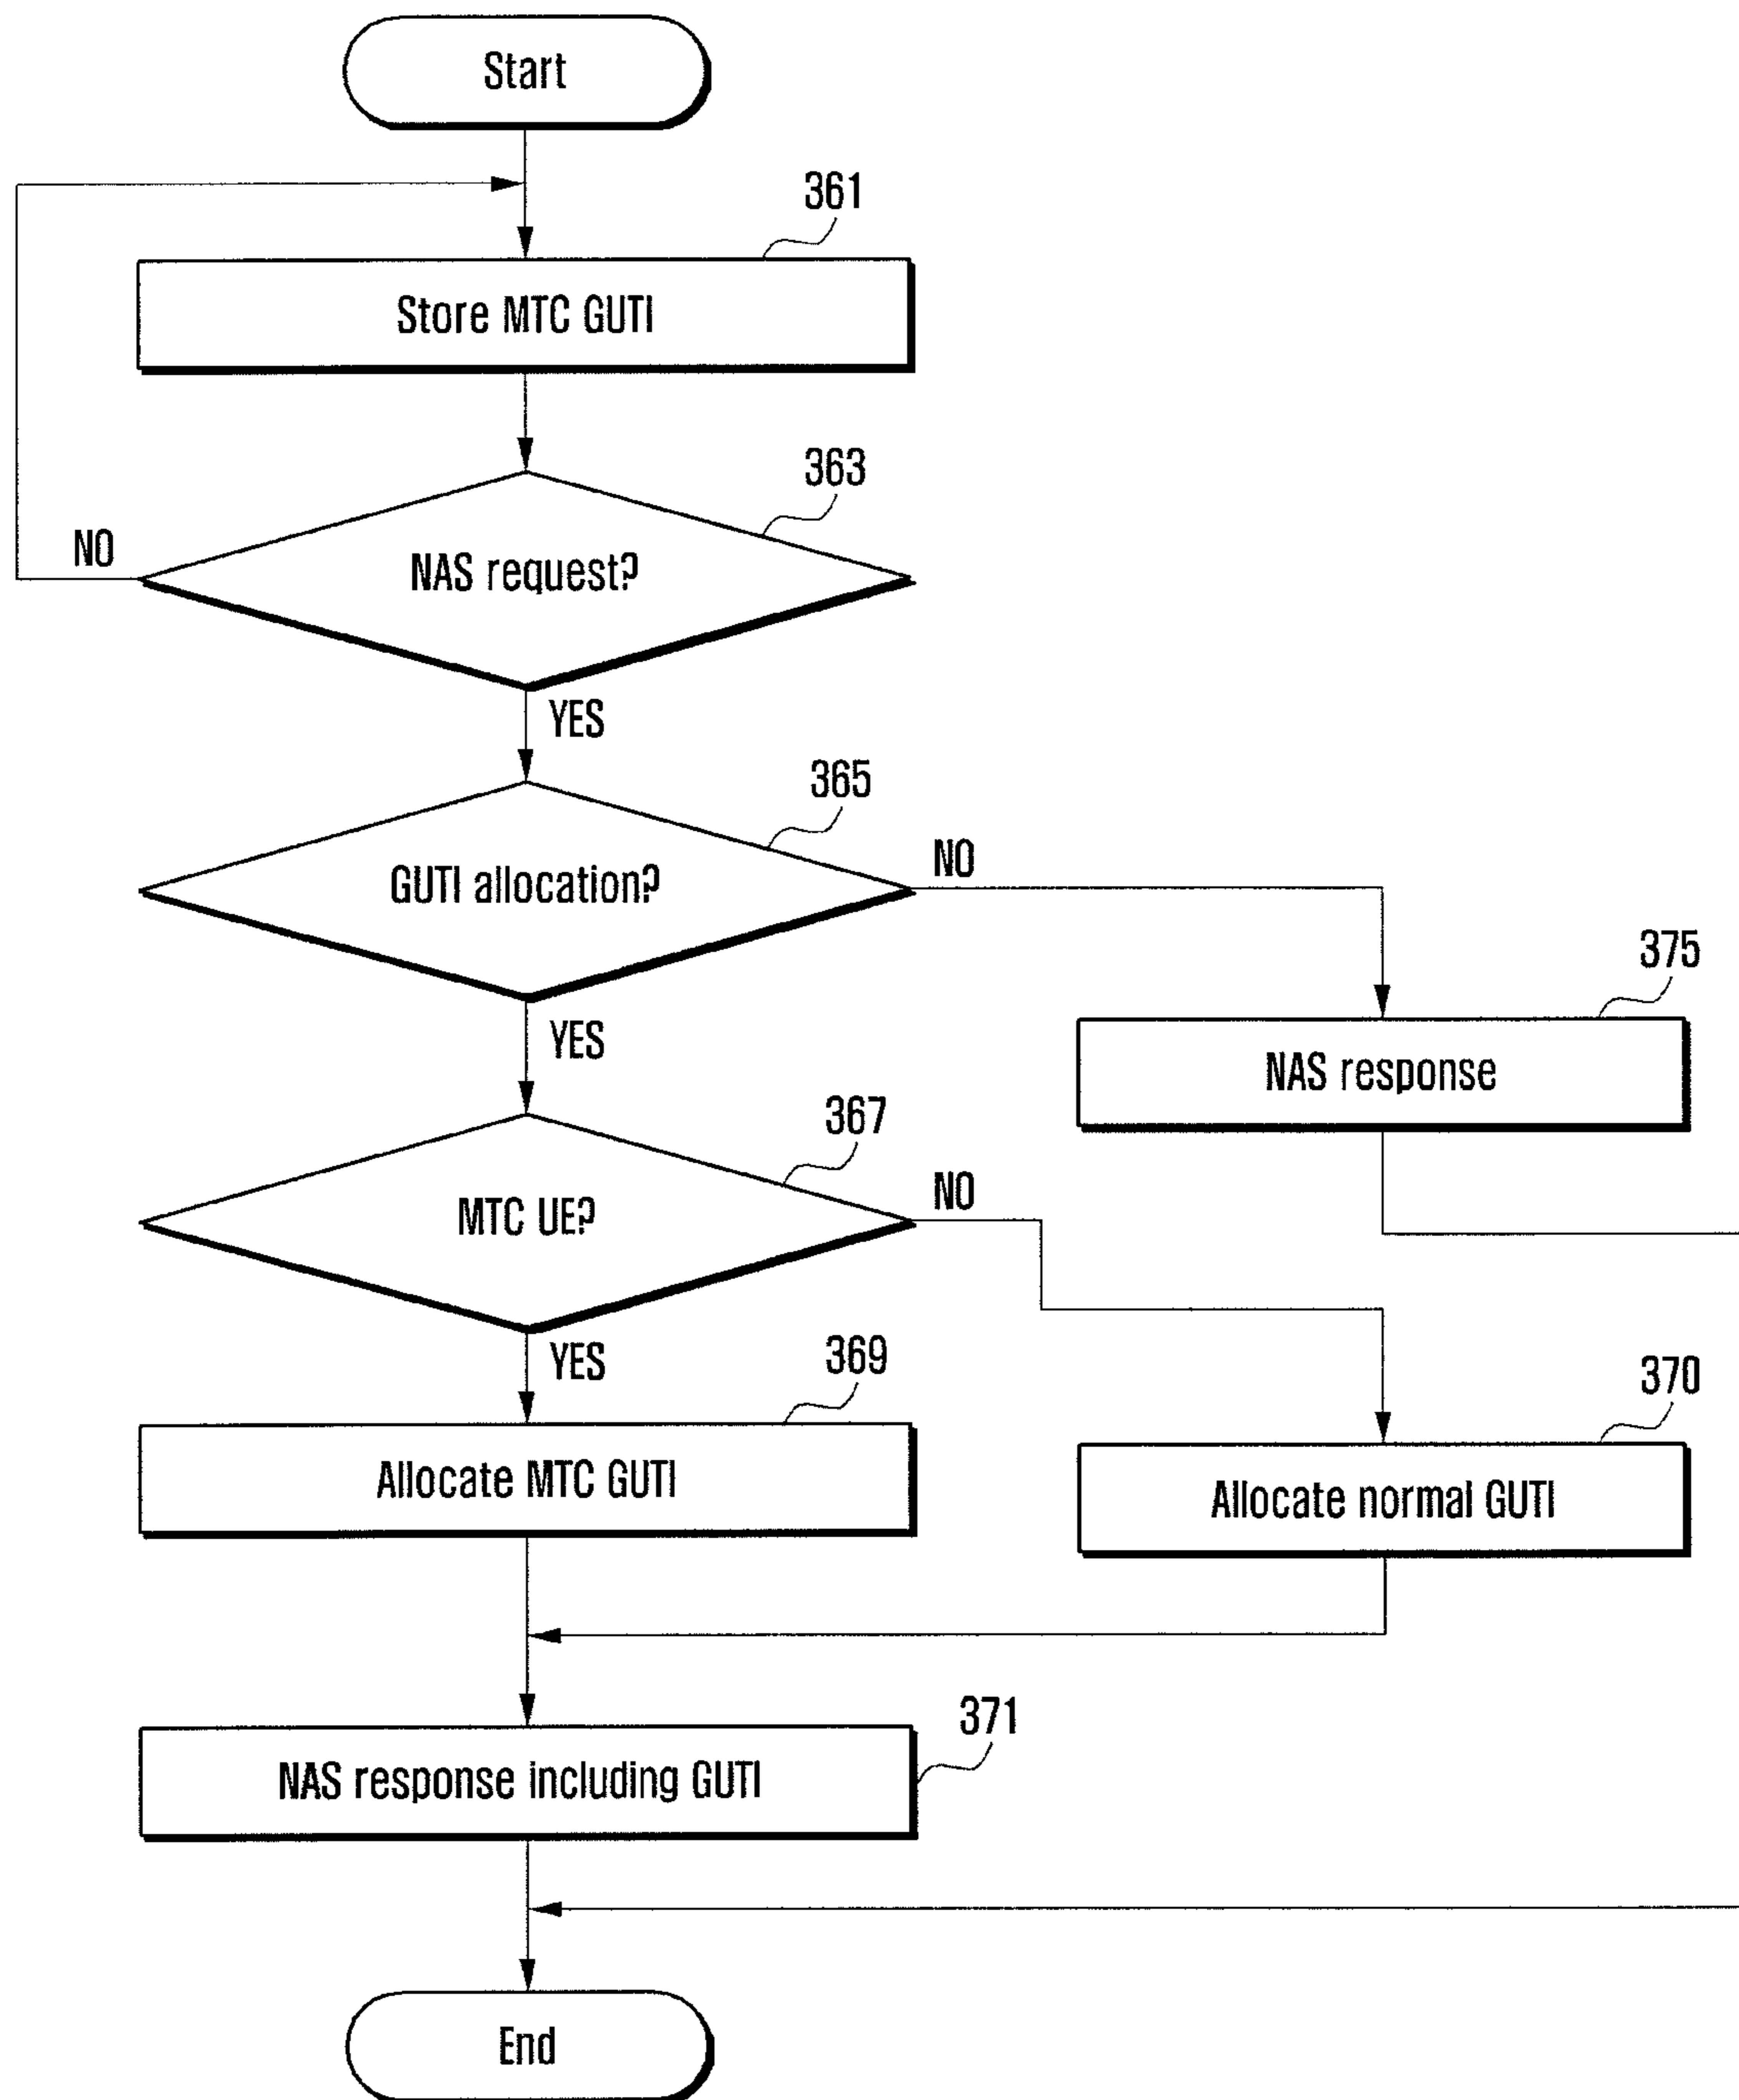 Start
361
Store MTC GUTI
363
NO
NAS request?
YES
365
GUTI allocation?
NO
YES
375
NAS response
367
MTC UE?
NO
YES
369
Allocate MTC GUTI
370
Allocate normal GUTI
371
NAS response including GUTI
End